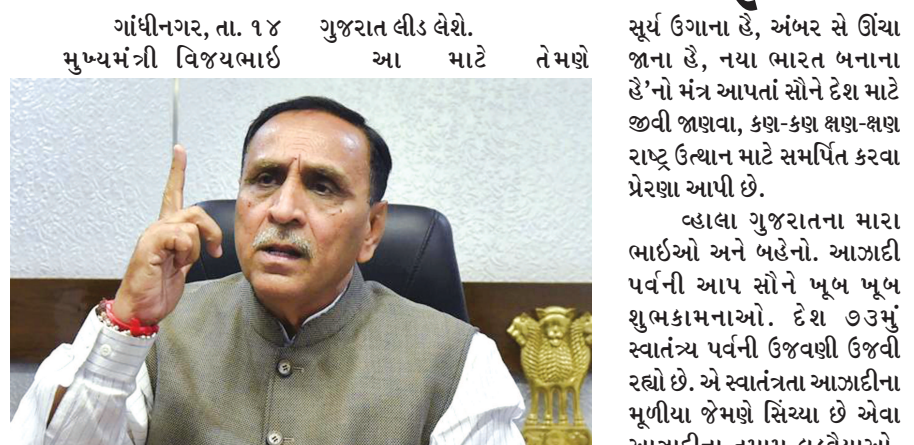 ગાંધીનગર, તા. ૧૪
મુખ્યમંત્રી વિજયભાઇ
ગુજરાત લીડ લેશે.
આ માટે તેમણે
સૂર્ય ઉગાના હૈ, અંબર સે ઊંચા
જાના હૈ, નયા ભારત બનાના
હૈ'નો મંત્ર આપતાં સૌને દેશ માટે
જીવી જાણવા, કણ-કણ ક્ષણ-ક્ષણ
રાષ્ટ્ર ઉત્થાન માટે સમર્પિત કરવા
પ્રેરણા આપી છે.
વ્હાલા ગુજરાતના મારા
ભાઇઓ અને બહેનો. આઝાદી
પર્વની આપ સૌને ખૂબ ખૂબ
શુભકામનાઓ. દેશ ૭૩મું
સ્વાતંત્ર્ય પર્વની ઉજવણી ઉજવી
રહ્યો છે. એ સ્વાતંત્રતા આઝાદીના
મૂળીયા જેમણે સિંચ્યા છે એવા